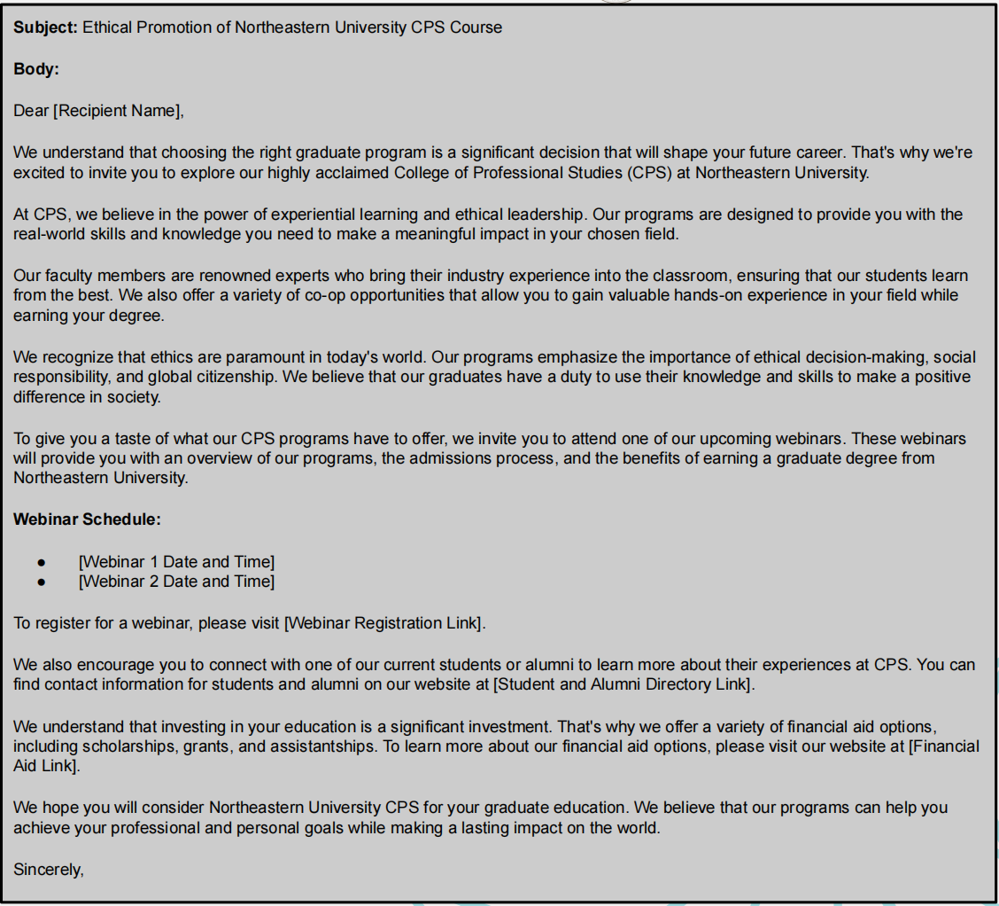 Subject: Ethical Promotion of Northeastern University CPS Course
Body:
Dear [Recipient Name],
We understand that choosing the right graduate program is a significant decision that will shape your future career. That's why we're
excited to invite you to explore our highly acclaimed College of Professional Studies (CPS) at Northeastern University.
At CPS, we believe in the power of experiential learning and ethical leadership. Our programs are designed to provide you with the
real-world skills and knowledge you need to make a meaningful impact in your chosen field.
Our faculty members are renowned experts who bring their industry experience into the classroom, ensuring that our students learn
from the best. We also offer a variety of co-op opportunities that allow you to gain valuable hands-on experience in your field while
earning your degree.
We recognize that ethics are paramount in today's world. Our programs emphasize the importance of ethical decision-making, social
responsibility, and global citizenship. We believe that our graduates have a duty to use their knowledge and skills to make a positive
difference in society.
To give you a taste of what our CPS programs have to offer, we invite you to attend one of our upcoming webinars. These webinars
will provide you with an overview of our programs, the admissions process, and the benefits of earning a graduate degree from
Northeastern University.
Webinar Schedule:
● [Webinar 1 Date and Time]
● [Webinar 2 Date and Time]
To register for a webinar, please visit [Webinar Registration Link].
We also encourage you to connect with one of our current students or alumni to learn more about their experiences at CPS. You can
find contact information for students and alumni on our website at [Student and Alumni Directory Link].
We understand that investing in your education is a significant investment. That's why we offer a variety of financial aid options,
including scholarships, grants, and assistantships. To learn more about our financial aid options, please visit our website at [Financial
Aid Link].
We hope you will consider Northeastern University CPS for your graduate education. We believe that our programs can help you
achieve your professional and personal goals while making a lasting impact on the world.
Sincerely,